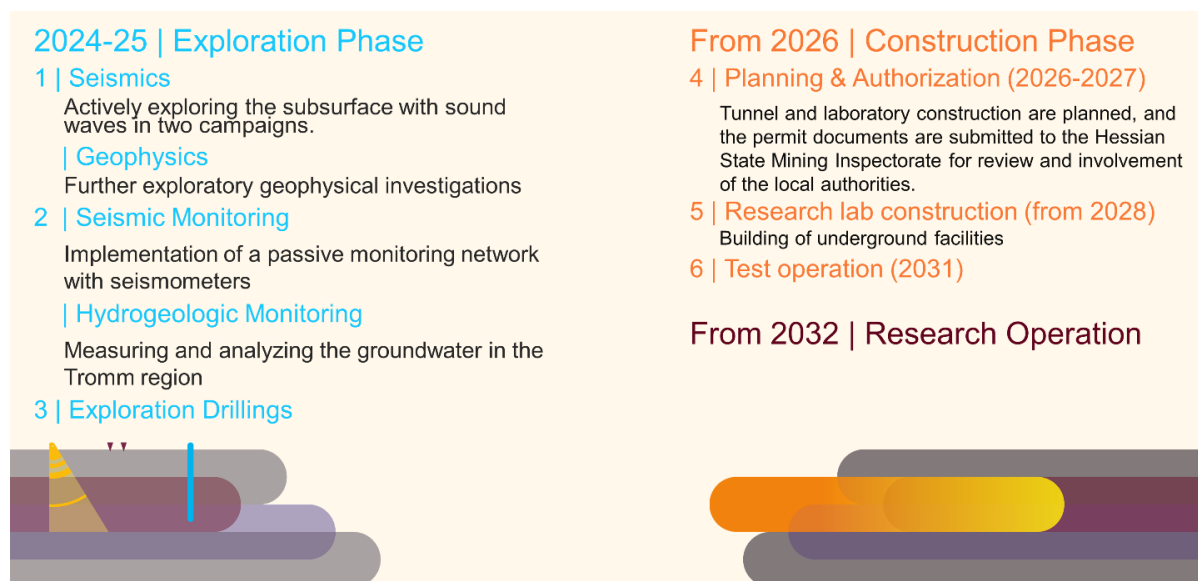 2024-25 | Exploration Phase
1 | Seismics
Actively exploring the subsurface with sound
waves in two campaigns.
| Geophysics
Further exploratory geophysical investigations
2 | Seismic Monitoring
Implementation of a passive monitoring network
with seismometers
| Hydrogeologic Monitoring
Measuring and analyzing the groundwater in the
Tromm region
3 | Exploration Drillings
From 2026 | Construction Phase
4 | Planning & Authorization (2026-2027)
Tunnel and laboratory construction are planned, and
the permit documents are submitted to the Hessian
State Mining Inspectorate for review and involvement
of the local authorities.
5 | Research lab construction (from 2028)
Building of underground facilities
6 | Test operation (2031)
From 2032 | Research Operation